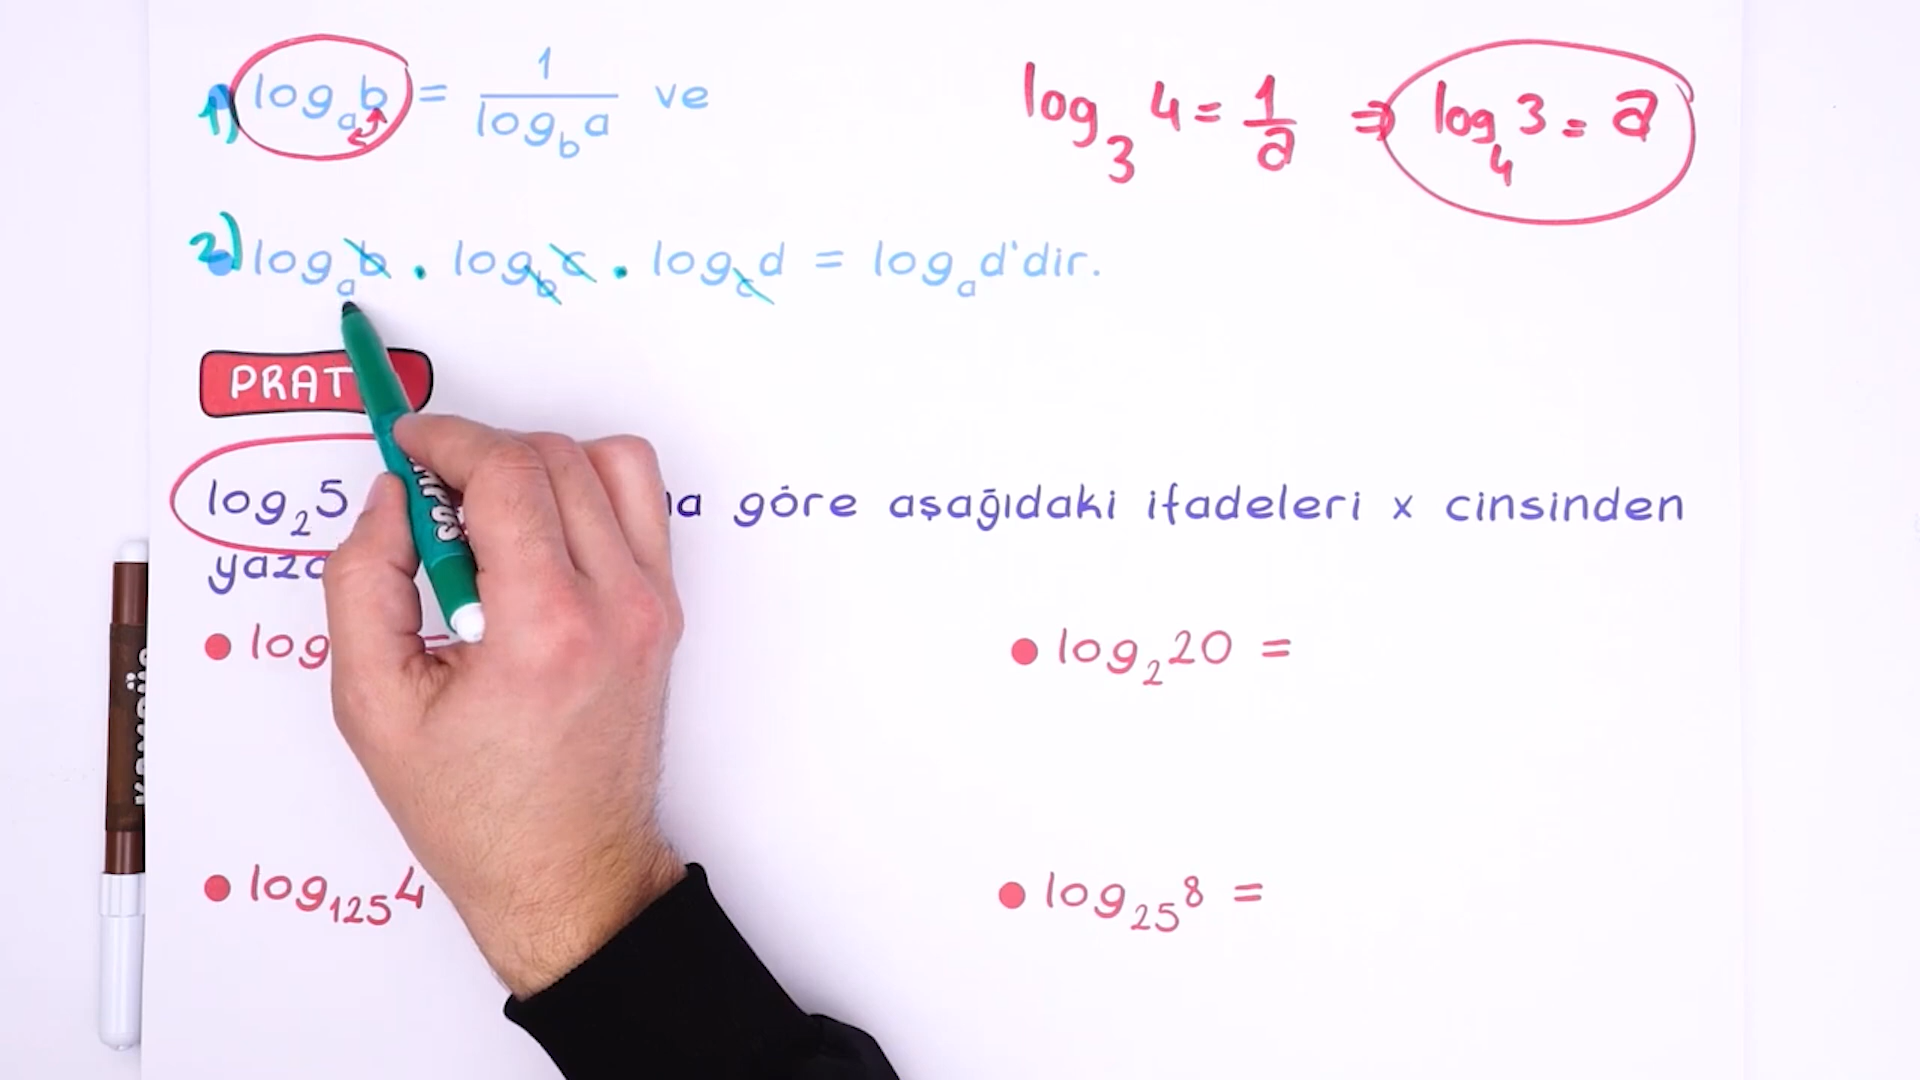 1) log_a b = 1/log_b a ve
log_3 4 = 1/a ⇒ log_4 3 = a
2) log_a b . log_b c . log_c d = log_a d'dir.
PRAT
log_2 5 göre aşağıdaki ifadeleri x cinsinden
log =
log_2 20 =
log_125 4
log_25 8 =